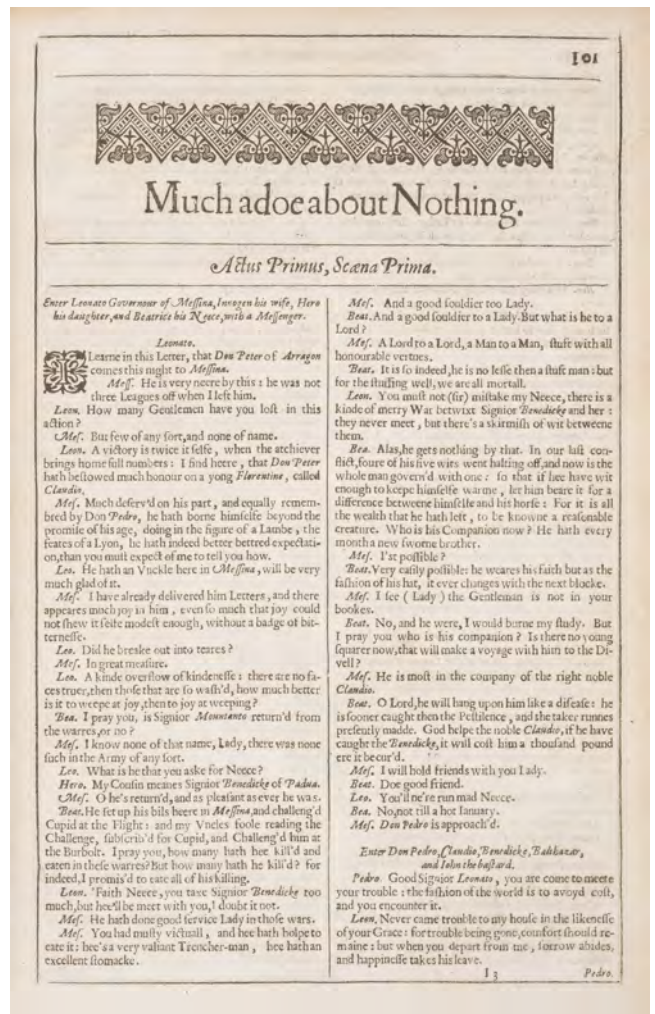 101
Much adoe about Nothing.
Actus Primus, Scæna Prima.
Enter Leonato Governour of Messina, Innogen his wife, Hero
his daughter, and Beatrice his Neece, with a Messenger.
Leonato.
I Learne in this Letter, that Don Peter of Arragon
comes this night to Messina.
Mess. He is very neere by this : he was not
three Leagues off when I left him.
Leon. How many Gentlemen have you lost in this
action ?
Mes. But few of any sort, and none of name.
Leon. A victory is twice it selfe, when the atchiever
brings home full numbers : I find heere, that Don Peter
hath bestowed much honour on a yong Florentine, called
Claudio.
Mes. Much deserv'd on his part, and equally remem-
bred by Don Pedro, he hath borne himselfe beyond the
promise of his age, doing in the figure of a Lambe, the
feates of a Lyon, he hath indeed better bettred expectati-
on, than you must expect of me to tell you how.
Leo. He hath an Vnckle here in Messina, will be very
much glad of it.
Mes. I have already delivered him Letters, and there
appeares much joy in him, even so much that joy could
not shew it selfe modest enough, without a badge of bit-
ternesse.
Leo. Did he breake out into teares ?
Mes. In great measure.
Leo. A kinde overflow of kindenesse : there are no fa-
ces truer, then those that are so wash'd, how much better
is it to weepe at joy, then to joy at weeping ?
Bea. I pray you, is Signior Mountanto return'd from
the warres, or no ?
Mes. I know none of that name, Lady, there was none
such in the Army of any sort.
Leo. What is he that you aske for Neece ?
Hero. My Cousin meanes Signior Benedicke of Padua.
Mes. O he's return'd, and as pleasant as ever he was.
Beat. He set up his bils heere in Messina, and challeng'd
Cupid at the Flight : and my Vncles foole reading the
Challenge, subscrib'd for Cupid, and Challeng'd him at
the Burbolt. I pray you, how many hath hee kill'd and
eaten in these warres? But how many hath he kill'd ? for
indeed, I promis'd to eate all of his killing.
Leon. 'Faith Neece, you taxe Signior Benedicke too
much, but hee'll be meet with you, I doubt it not.
Mes. He hath done good service Lady in those wars.
Mes. You had musty victuall, and hee hath holpe to
eate it : hee's a very valiant Trencher-man, hee hath an
excellent stomacke.
Mes. And a good souldier too Lady.
Beat. And a good souldier to a Lady. But what is he to a
Lord ?
Mes. A Lord to a Lord, a Man to a Man, stuft with all
honourable vertues.
Beat. It is so indeed, he is no lesse then a stuft man : but
for the stuffing well, we are all mortall.
Leon. You must not (sir) mistake my Neece, there is a
kinde of merry War betwixt Signior Benedicke and her :
they never meet, but there's a skirmish of wit betweene
them.
Bea. Alas, he gets nothing by that. In our last con-
flict, foure of his five wits went halting off, and now is the
whole man govern'd with one : so that if hee have wit
enough to keepe himselfe warme, let him beare it for a
difference betweene himselfe and his horse : For it is all
the wealth that he hath left, to be knowne a reasonable
creature. Who is his Companion now ? He hath every
month a new sworne brother.
Mes. I'st possible ?
Beat. Very easily possible : he weares his faith but as the
fashion of his hat, it ever changes with the next blocke.
Mes. I see ( Lady ) the Gentleman is not in your
bookes.
Beat. No, and he were, I would burne my study. But
I pray you who is his companion ? Is there no young
squarer now, that will make a voyage with him to the Di-
vell ?
Mes. He is most in the company of the right noble
Claudio.
Beat. O Lord, he will hang upon him like a disease : he
is sooner caught then the Pestilence, and the taker runnes
presently madde. God helpe the noble Claudio, if he have
caught the Benedicke, it will cost him a thousand pound
ere it be cur'd.
Mes. I will hold friends with you Lady.
Beat. Doe good friend.
Leo. You'll ne're run mad Neece.
Bea. No, not till a hot Ianuary.
Mes. Don Pedro is approach'd.
Enter Don Pedro, Claudio, Benedicke, Balthazar,
and Iohn the bastard.
Pedro. Good Signior Leonato, you are come to meete
your trouble : the fashion of the world is to avoyd cost,
and you encounter it.
Leon. Never came trouble to my house in the likenesse
of your Grace : for trouble being gone, comfort should re-
maine : but when you depart from me, sorrow abides,
and happinesse takes his leave.
I 3
Pedro.